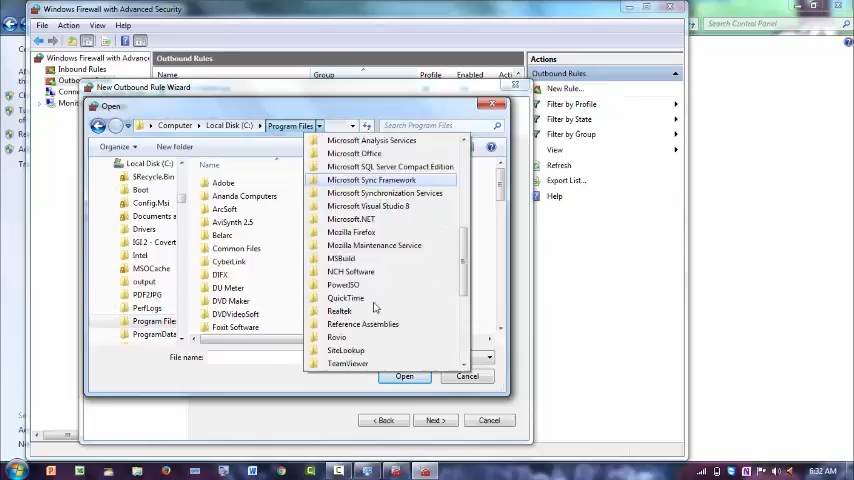 Windows Firewall with Advanced Security
File Action View Help
Search Control Panel
Windows Firewall with Advanc
Inbound Rules
Outbou
Conne
Monit
Outbound Rules
Name Group Profile Enabled Acti
Actions
Outbound Rules
New Rule...
Filter by Profile
Filter by State
Filter by Group
View
Refresh
Export List...
Help
New Outbound Rule Wizard
Open
Computer Local Disk (C:) Program Files
Search Program Files
Organize New folder
Local Disk (C:)
$Recycle.Bin
Boot
Config.Msi
Documents a
Drivers
IGI 2 - Covert
Intel
MSOCache
output
PDF2JPG
PerfLogs
Program Files
ProgramData
Name
Adobe
Ananda Computers
ArcSoft
AviSynth 2.5
Belarc
Common Files
CyberLink
DIFX
DU Meter
DVD Maker
DVDVideoSoft
Foxit Software
Microsoft Analysis Services
Microsoft Office
Microsoft SQL Server Compact Edition
Microsoft Sync Framework
Microsoft Synchronization Services
Microsoft Visual Studio 8
Microsoft.NET
Mozilla Firefox
Mozilla Maintenance Service
MSBuild
NCH Software
PowerISO
QuickTime
Realtek
Reference Assemblies
Rovio
SiteLookup
TeamViewer
File name:
Open Cancel
< Back Next > Cancel
6:32 AM